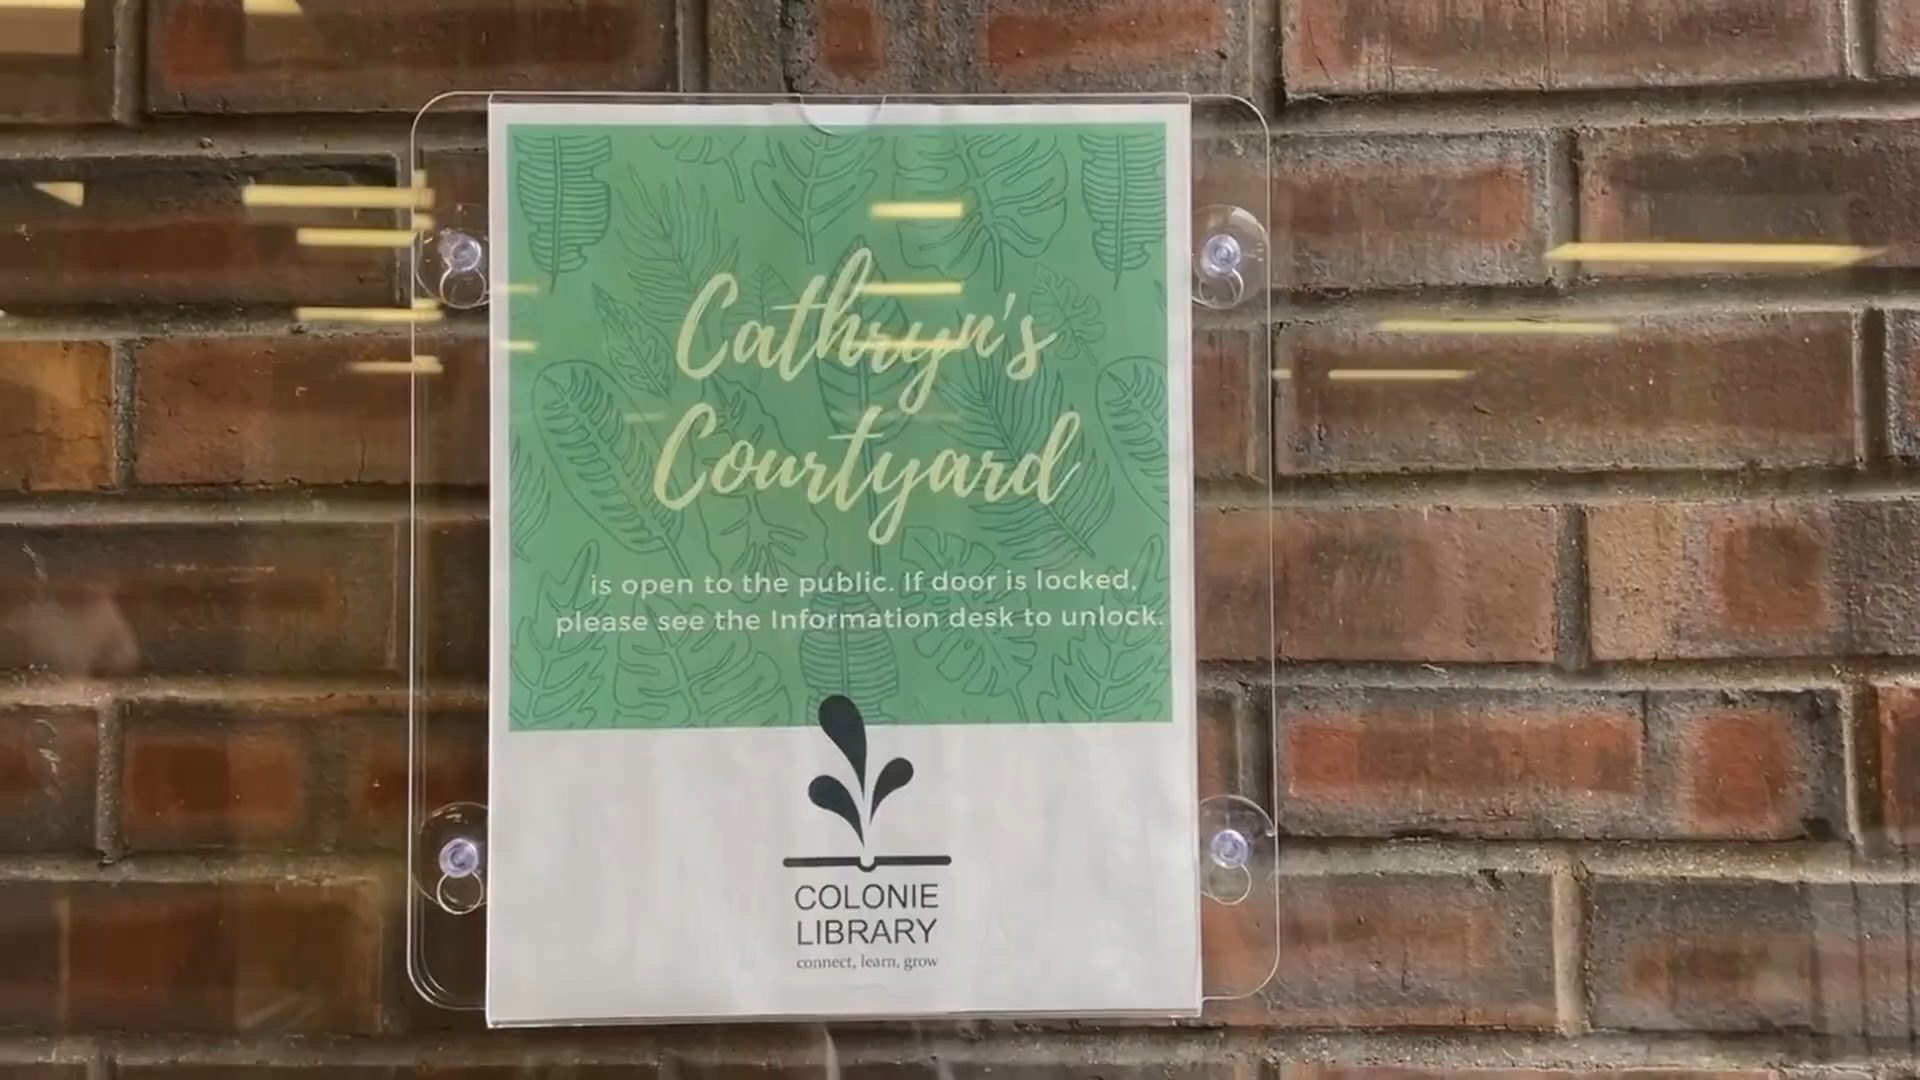 Cathryn's
Courtyard
is open to the public. If door is locked,
please see the Information desk to unlock.
COLONIE
LIBRARY
connect, learn, grow